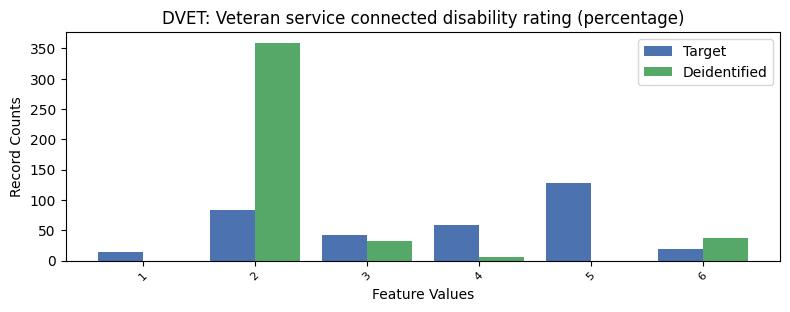 DVET: Veteran service connected disability rating (percentage)
Target
Deidentified
Record Counts
350
300
250
200
150
100
50
0
1 2 3 4 5 6
Feature Values